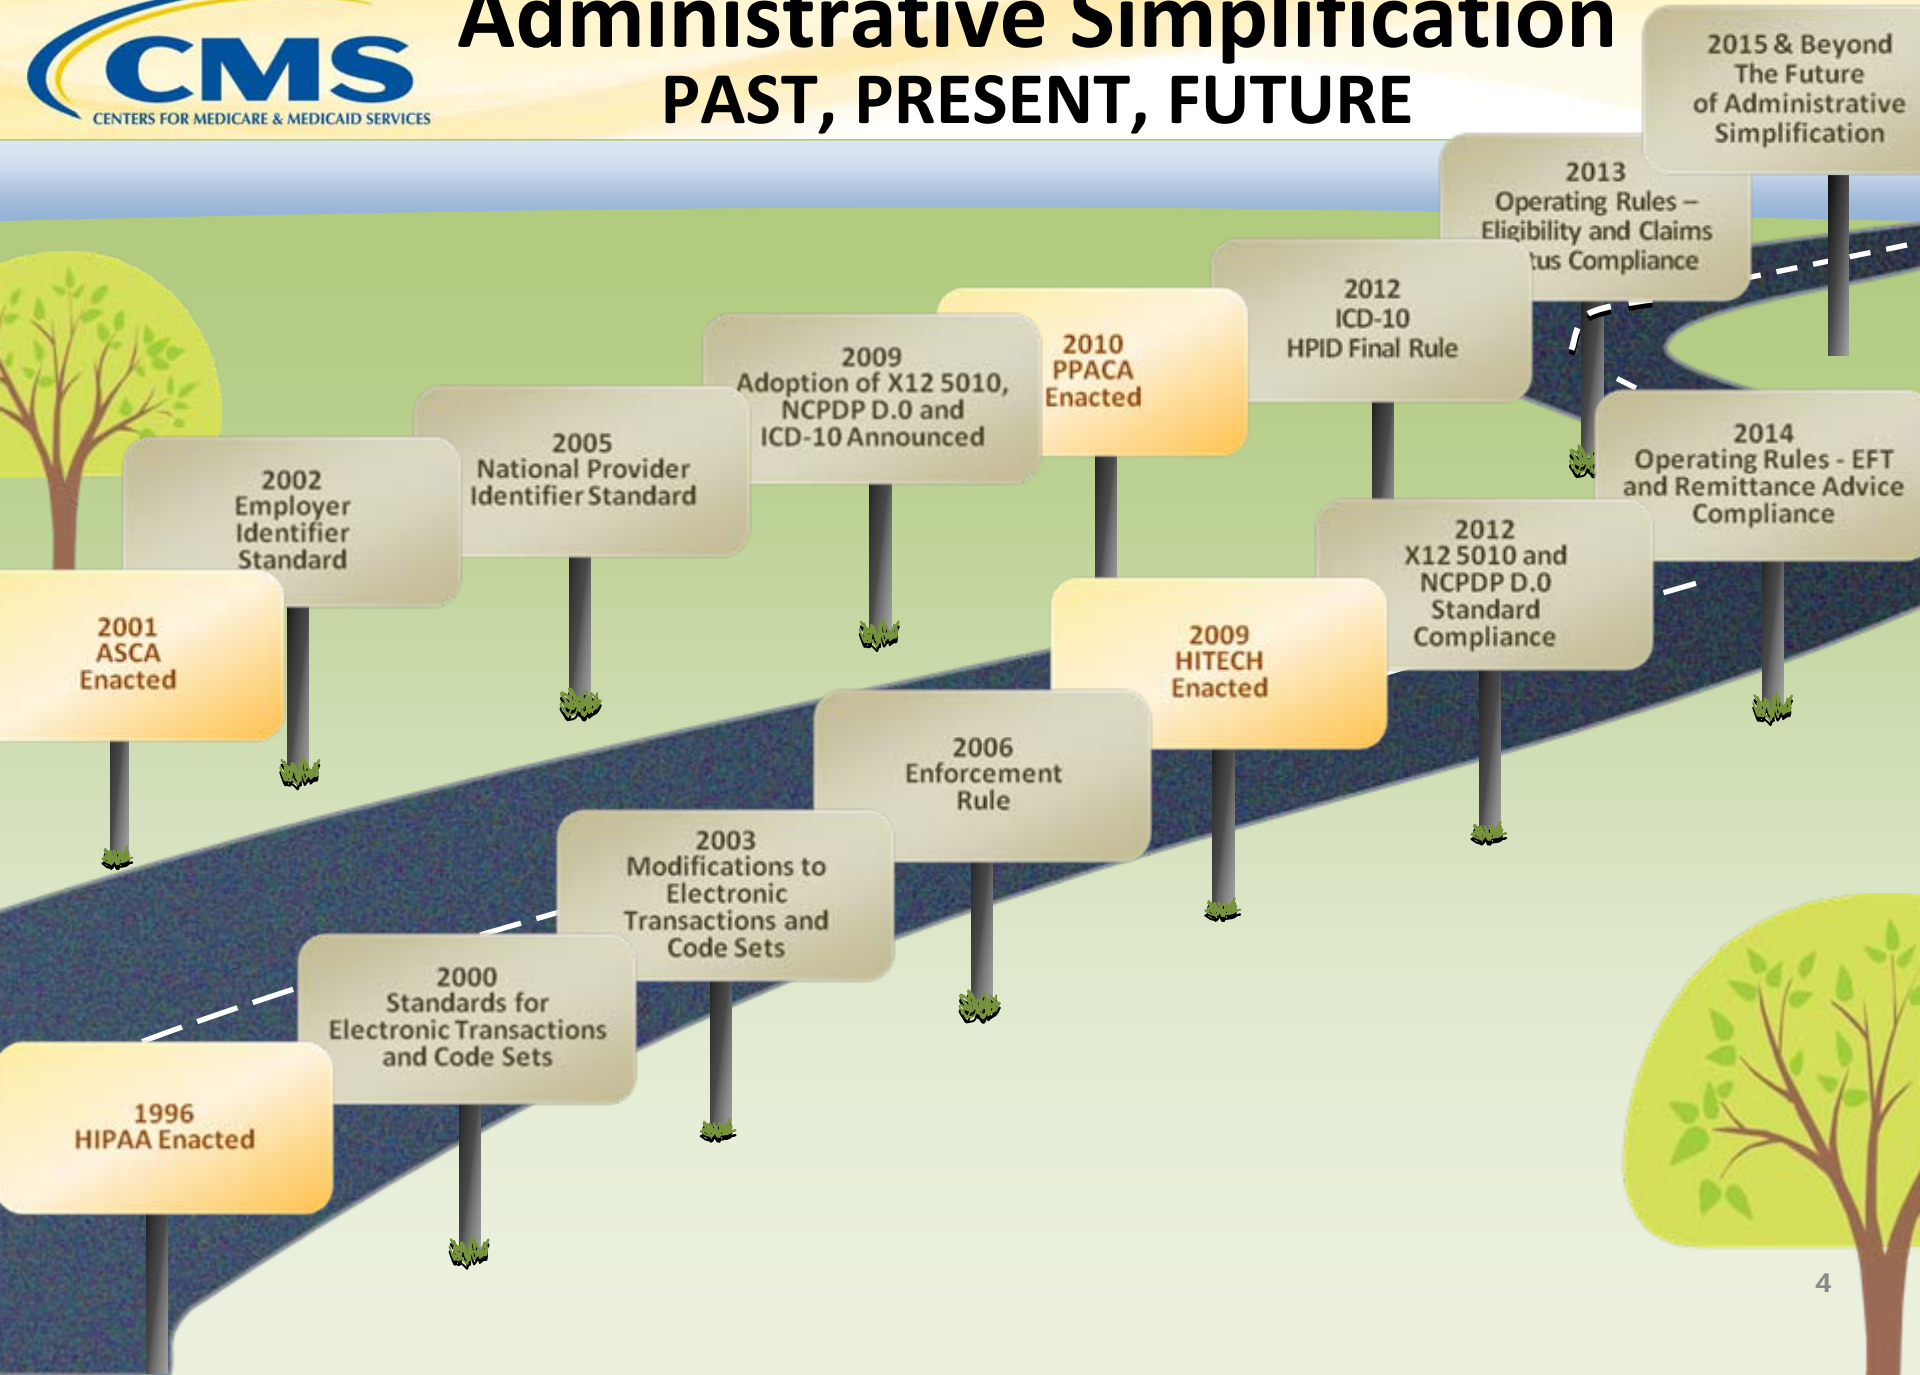 CMS
CENTERS FOR MEDICARE & MEDICAID SERVICES
Administrative Simplification
PAST, PRESENT, FUTURE
2015 & Beyond
The Future
of Administrative
Simplification
2013
Operating Rules –
Eligibility and Claims
tus Compliance
2012
ICD-10
HPID Final Rule
2010
PPACA
Enacted
2009
Adoption of X12 5010,
NCPDP D.0 and
ICD-10 Announced
2005
National Provider
Identifier Standard
2002
Employer
Identifier
Standard
2001
ASCA
Enacted
2014
Operating Rules - EFT
and Remittance Advice
Compliance
2012
X12 5010 and
NCPDP D.0
Standard
Compliance
2009
HITECH
Enacted
2006
Enforcement
Rule
2003
Modifications to
Electronic
Transactions and
Code Sets
2000
Standards for
Electronic Transactions
and Code Sets
1996
HIPAA Enacted
4